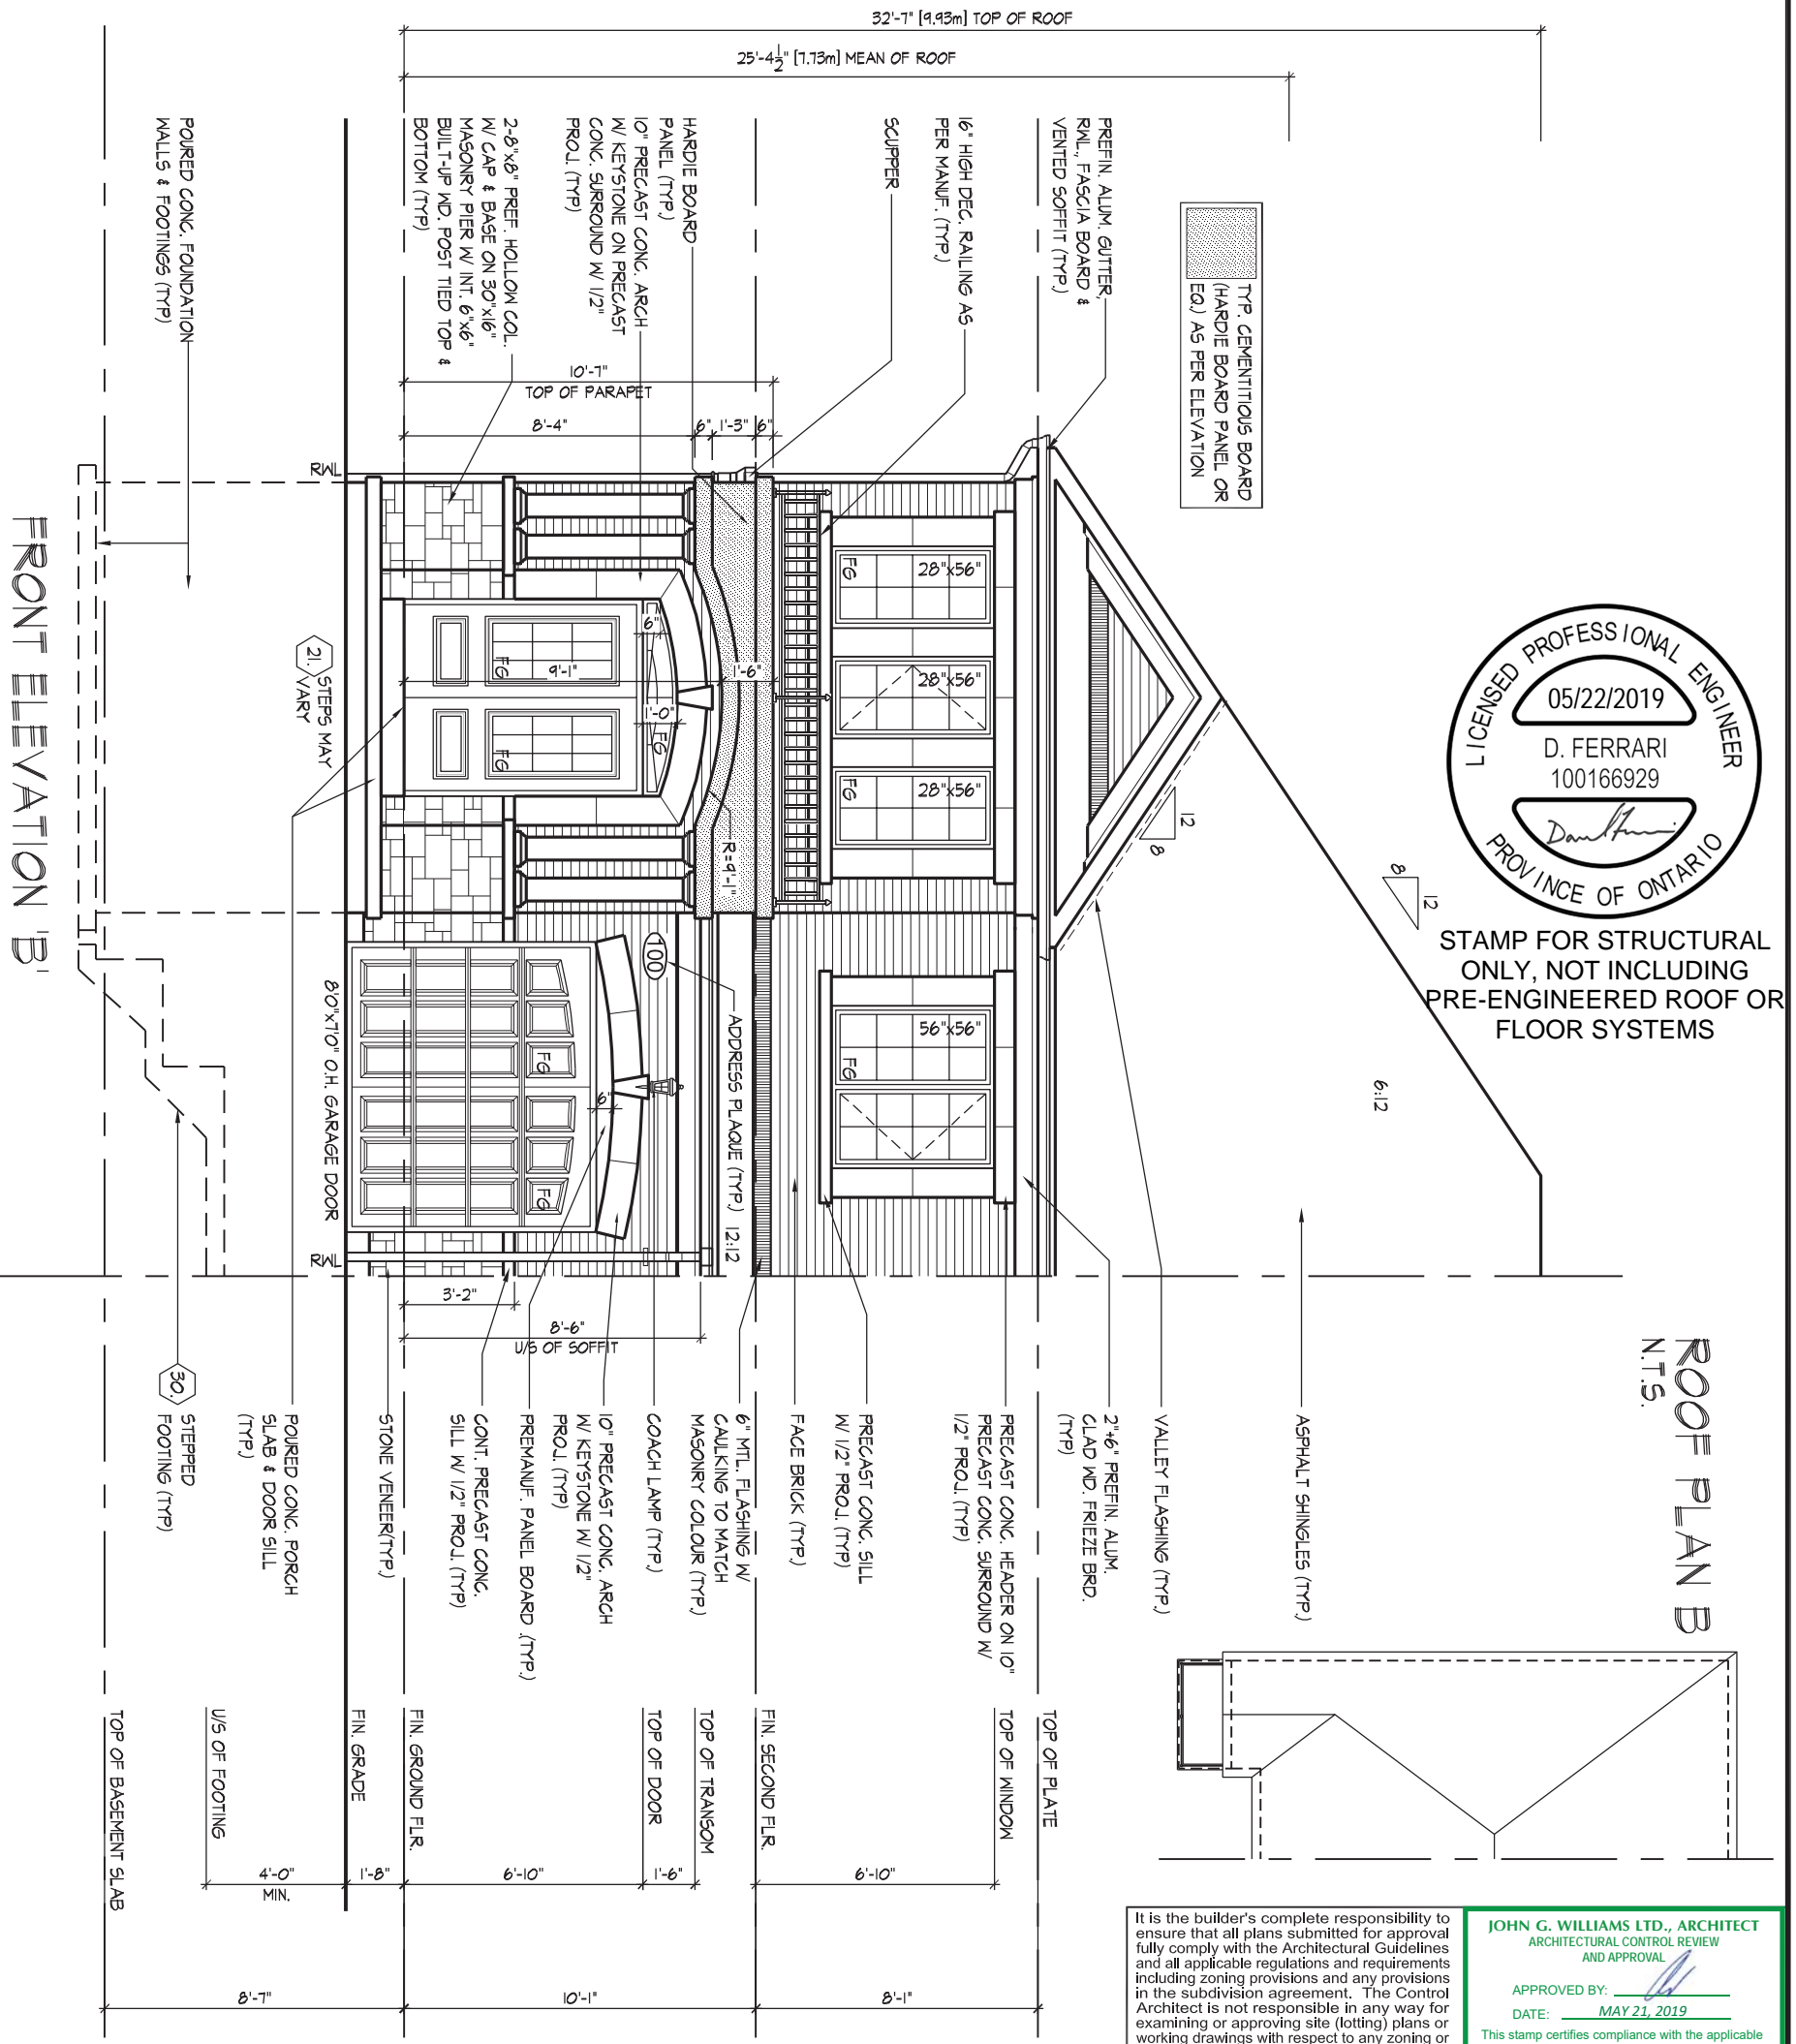 32'-7" [9.93m] TOP OF ROOF
25'-4½" [7.73m] MEAN OF ROOF
TYP. CEMENTITIOUS BOARD
(HARDIE BOARD PANEL OR
EQ.) AS PER ELEVATION
PREFIN. ALUM. GUTTER,
RWL., FASCIA BOARD &
VENTED SOFFIT (TYP.)
16" HIGH DEC. RAILING AS
PER MANUF. (TYP.)
SCUPPER
HARDIE BOARD
PANEL (TYP.)
10" PRECAST CONC. ARCH
W/ KEYSTONE ON PRECAST
CONC. SURROUND W/ 1/2"
PROJ. (TYP)
2-8"x8" PREF. HOLLOW COL.
W/ CAP & BASE ON 30"x16"
MASONRY PIER W/ INT. 6"x6"
BUILT-UP WD. POST TIED TOP &
BOTTOM (TYP)
POURED CONC. FOUNDATION
WALLS & FOOTINGS (TYP)
10'-7"
TOP OF PARAPET
8'-4"
6"
1'-3"
6"
RWL
28"x56"
FG
28"x56"
28"x56"
FG
56"x56"
FG
12
8
12
8
6:12
6"
1'-6"
9'-1"
1'-0"
FG
FG
FG
R=9'-1"
100
ADDRESS PLAQUE (TYP.)
12:12
6"
FG
FG
21.
STEPS MAY
VARY
8'0"x7'0" O.H. GARAGE DOOR
RWL
3'-2"
8'-6"
U/S OF SOFFIT
FRONT ELEVATION 'B'
ASPHALT SHINGLES (TYP.)
VALLEY FLASHING (TYP.)
2"+6" PREFIN. ALUM.
CLAD WD. FRIEZE BRD.
(TYP)
PRECAST CONC. HEADER ON 10"
PRECAST CONC. SURROUND W/
1/2" PROJ. (TYP)
PRECAST CONC. SILL
W/ 1/2" PROJ. (TYP)
FACE BRICK (TYP.)
6" MTL. FLASHING W/
CAULKING TO MATCH
MASONRY COLOUR (TYP.)
COACH LAMP (TYP.)
10" PRECAST CONC. ARCH
W/ KEYSTONE W/ 1/2"
PROJ. (TYP)
PREMANUF. PANEL BOARD .(TYP.)
CONT. PRECAST CONC.
SILL W/ 1/2" PROJ. (TYP)
STONE VENEER(TYP.)
POURED CONC. PORCH
SLAB & DOOR SILL
(TYP.)
30.
STEPPED
FOOTING (TYP)
TOP OF PLATE
TOP OF WINDOW
FIN. SECOND FLR.
TOP OF TRANSOM
TOP OF DOOR
FIN. GROUND FLR.
FIN. GRADE
U/S OF FOOTING
TOP OF BASEMENT SLAB
6'-10"
1'-6"
6'-10"
1'-8"
4'-0"
MIN.
8'-1"
10'-1"
8'-7"
ROOF PLAN B
N.T.S.
LICENSED PROFESSIONAL ENGINEER
05/22/2019
D. FERRARI
100166929
PROVINCE OF ONTARIO
STAMP FOR STRUCTURAL
ONLY, NOT INCLUDING
PRE-ENGINEERED ROOF OR
FLOOR SYSTEMS
It is the builder's complete responsibility to
ensure that all plans submitted for approval
fully comply with the Architectural Guidelines
and all applicable regulations and requirements
including zoning provisions and any provisions
in the subdivision agreement. The Control
Architect is not responsible in any way for
examining or approving site (lotting) plans or
working drawings with respect to any zoning or
JOHN G. WILLIAMS LTD., ARCHITECT
ARCHITECTURAL CONTROL REVIEW
AND APPROVAL
APPROVED BY:
DATE: MAY 21, 2019
This stamp certifies compliance with the applicable